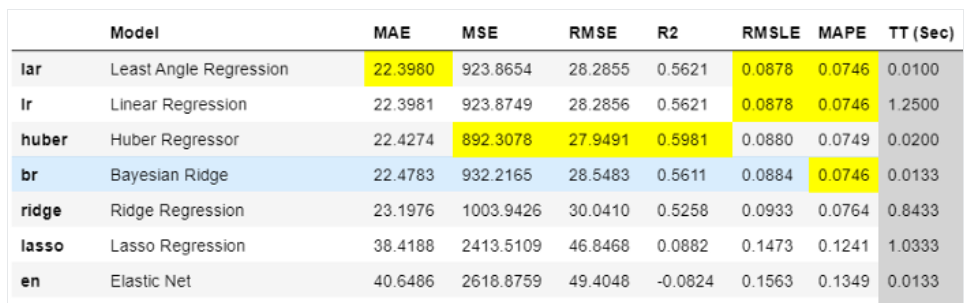 Model MAE MSE RMSE R2 RMSLE MAPE TT (Sec)
lar Least Angle Regression 22.3980 923.8654 28.2855 0.5621 0.0878 0.0746 0.0100
lr Linear Regression 22.3981 923.8749 28.2856 0.5621 0.0878 0.0746 1.2500
huber Huber Regressor 22.4274 892.3078 27.9491 0.5981 0.0880 0.0749 0.0200
br Bayesian Ridge 22.4783 932.2165 28.5483 0.5611 0.0884 0.0746 0.0133
ridge Ridge Regression 23.1976 1003.9426 30.0410 0.5258 0.0933 0.0764 0.8433
lasso Lasso Regression 38.4188 2413.5109 46.8468 0.0882 0.1473 0.1241 1.0333
en Elastic Net 40.6486 2618.8759 49.4048 -0.0824 0.1563 0.1349 0.0133